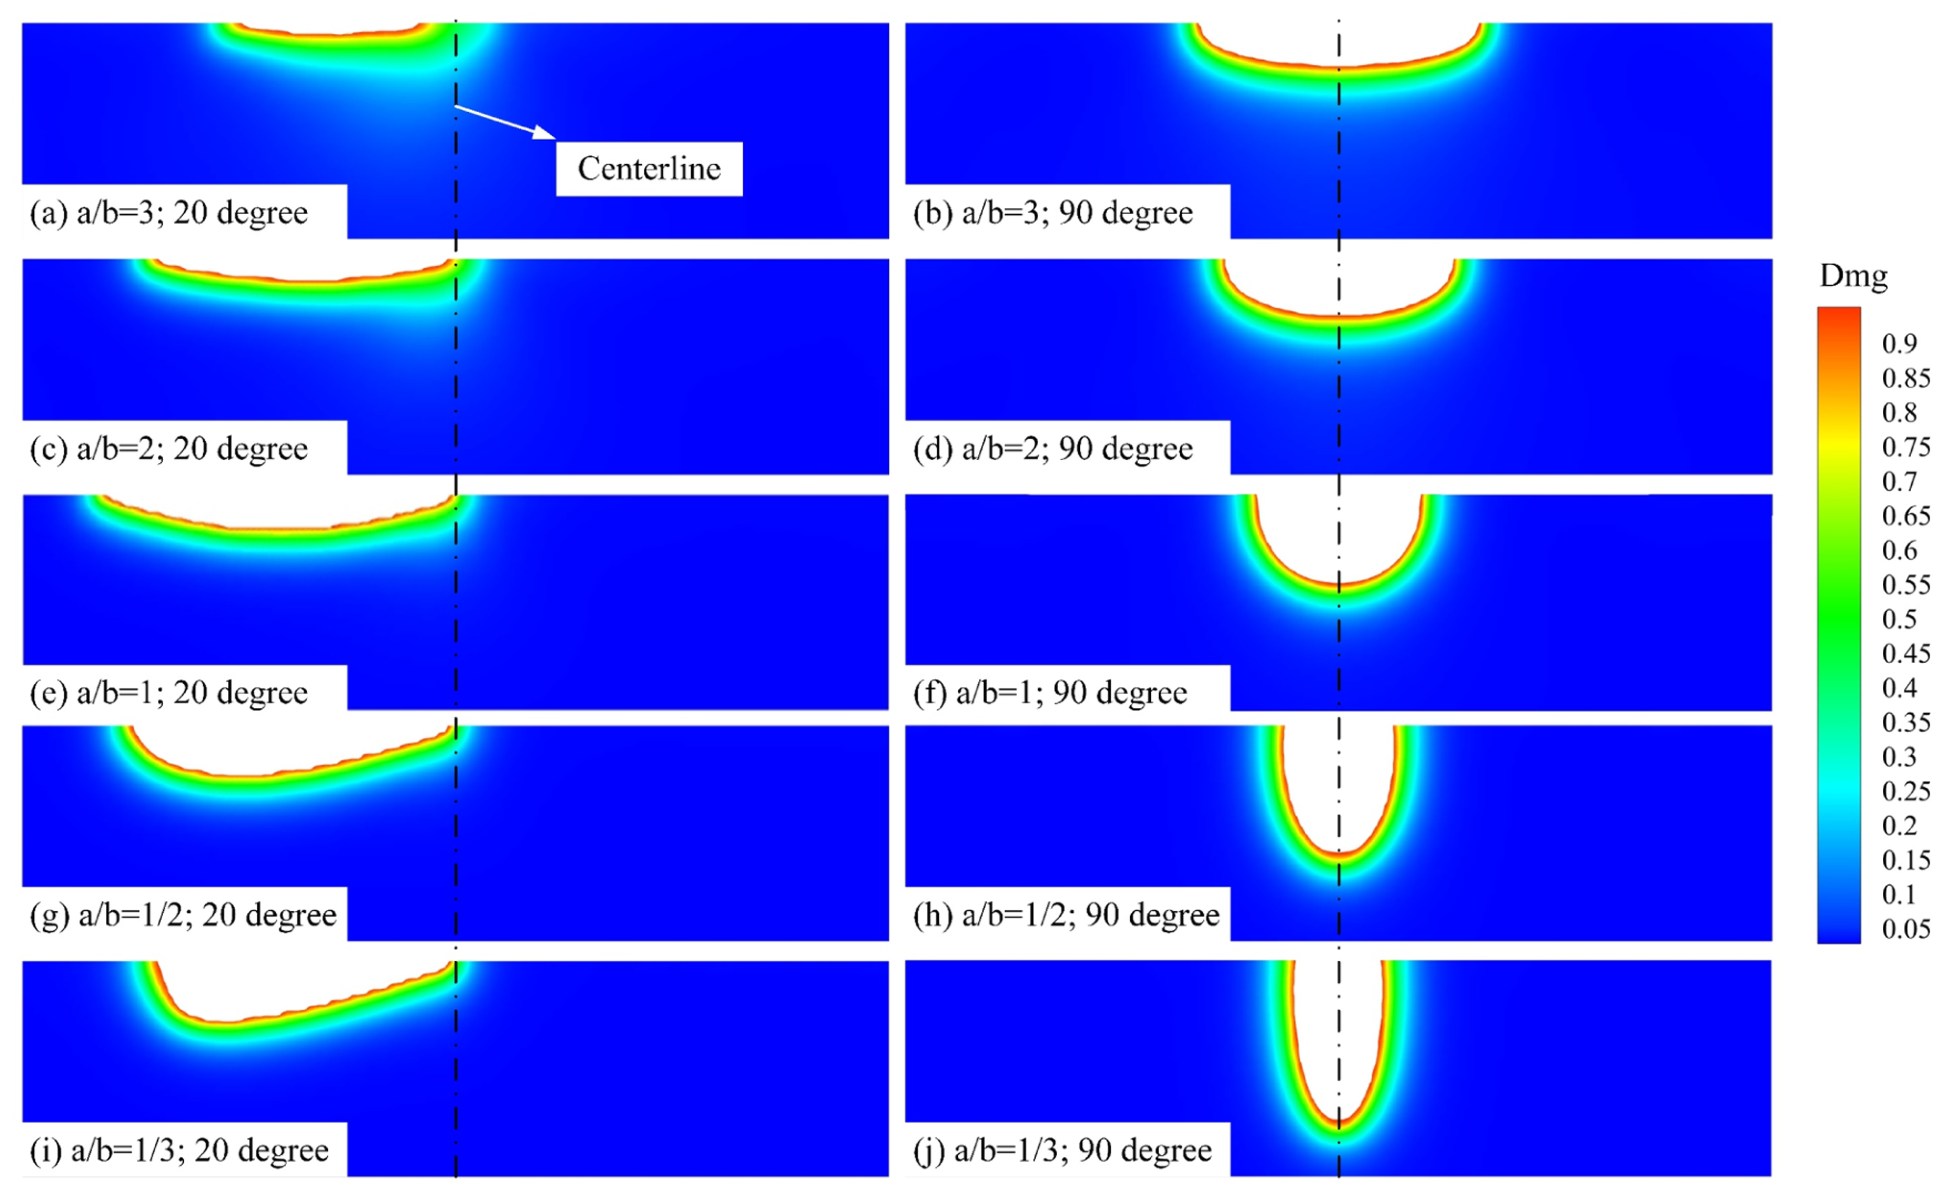 Centerline
(a) a/b=3; 20 degree
(b) a/b=3; 90 degree
(c) a/b=2; 20 degree
(d) a/b=2; 90 degree
(e) a/b=1; 20 degree
(f) a/b=1; 90 degree
(g) a/b=1/2; 20 degree
(h) a/b=1/2; 90 degree
(i) a/b=1/3; 20 degree
(j) a/b=1/3; 90 degree
Dmg
0.9
0.85
0.8
0.75
0.7
0.65
0.6
0.55
0.5
0.45
0.4
0.35
0.3
0.25
0.2
0.15
0.1
0.05